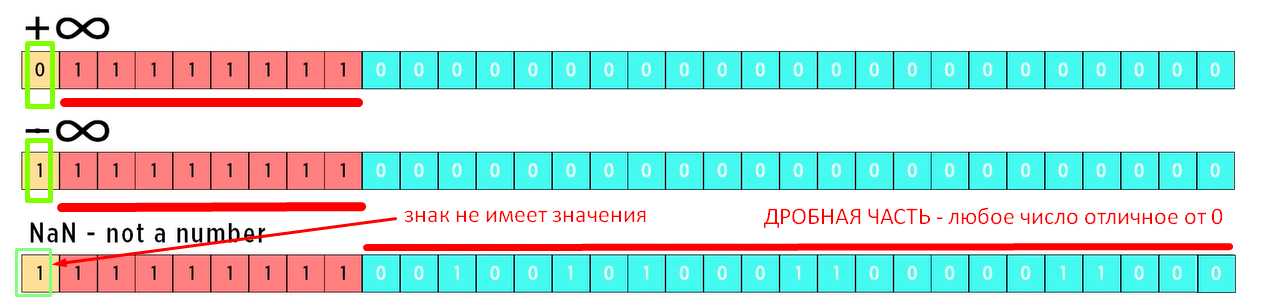 +∞
0 1 1 1 1 1 1 1 1 0 0 0 0 0 0 0 0 0 0 0 0 0 0 0 0 0 0 0 0 0 0 0
-∞
1 1 1 1 1 1 1 1 1 0 0 0 0 0 0 0 0 0 0 0 0 0 0 0 0 0 0 0 0 0 0 0
знак не имеет значения
ДРОБНАЯ ЧАСТЬ - любое число отличное от 0
NaN - not a number
1 1 1 1 1 1 1 1 1 0 0 1 0 0 1 0 1 0 0 0 1 1 0 0 0 0 0 1 1 0 0 0